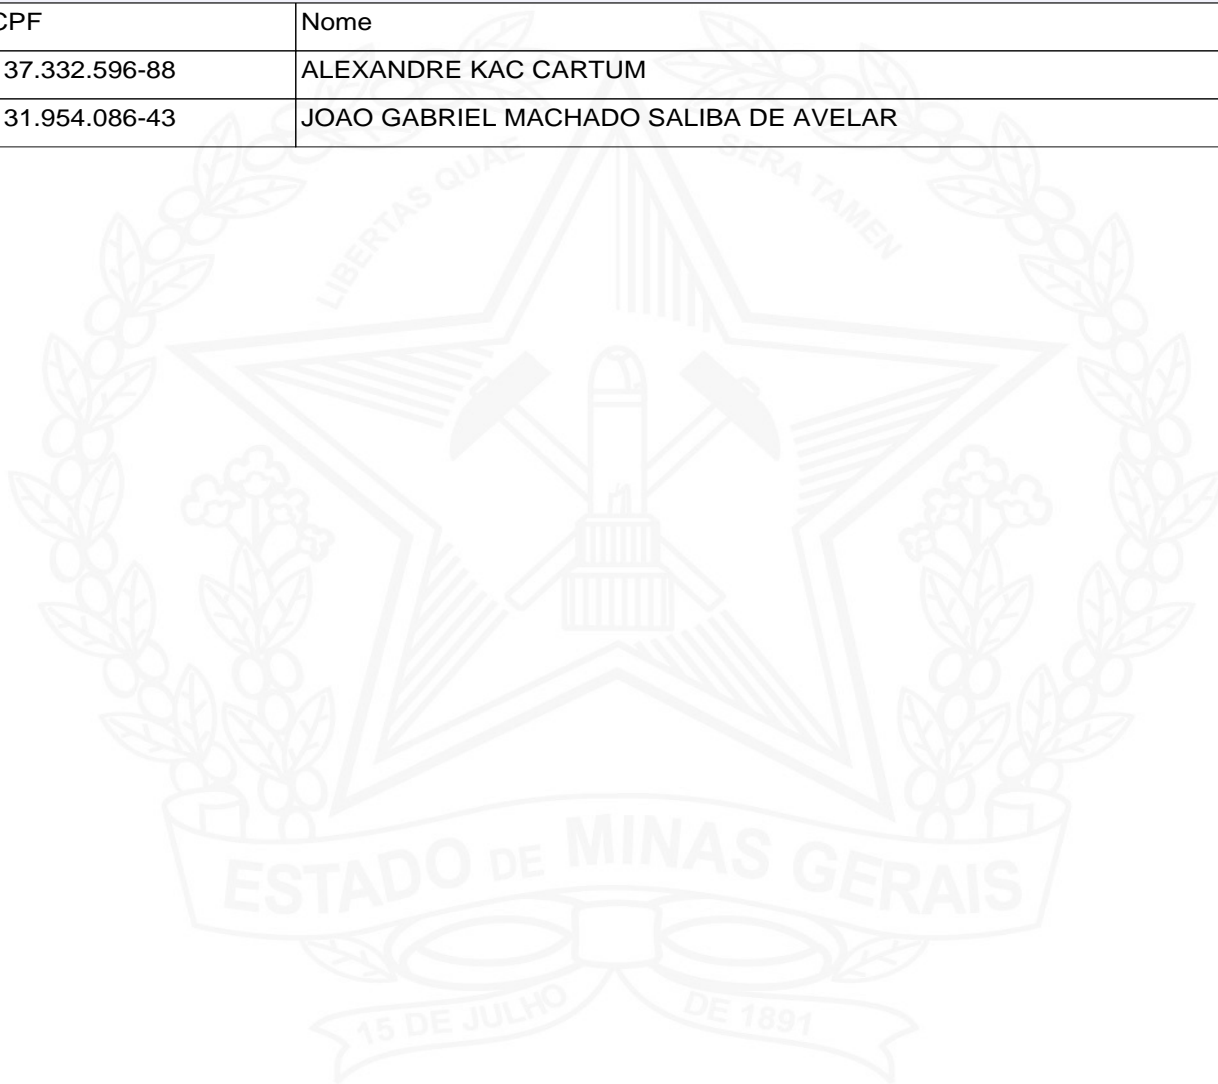 CPF Nome
37.332.596-88 ALEXANDRE KAC CARTUM
31.954.086-43 JOAO GABRIEL MACHADO SALIBA DE AVELAR
LIBERTAS QUAE SERA TAMEN
ESTADO DE MINAS GERAIS
15 DE JULHO DE 1891